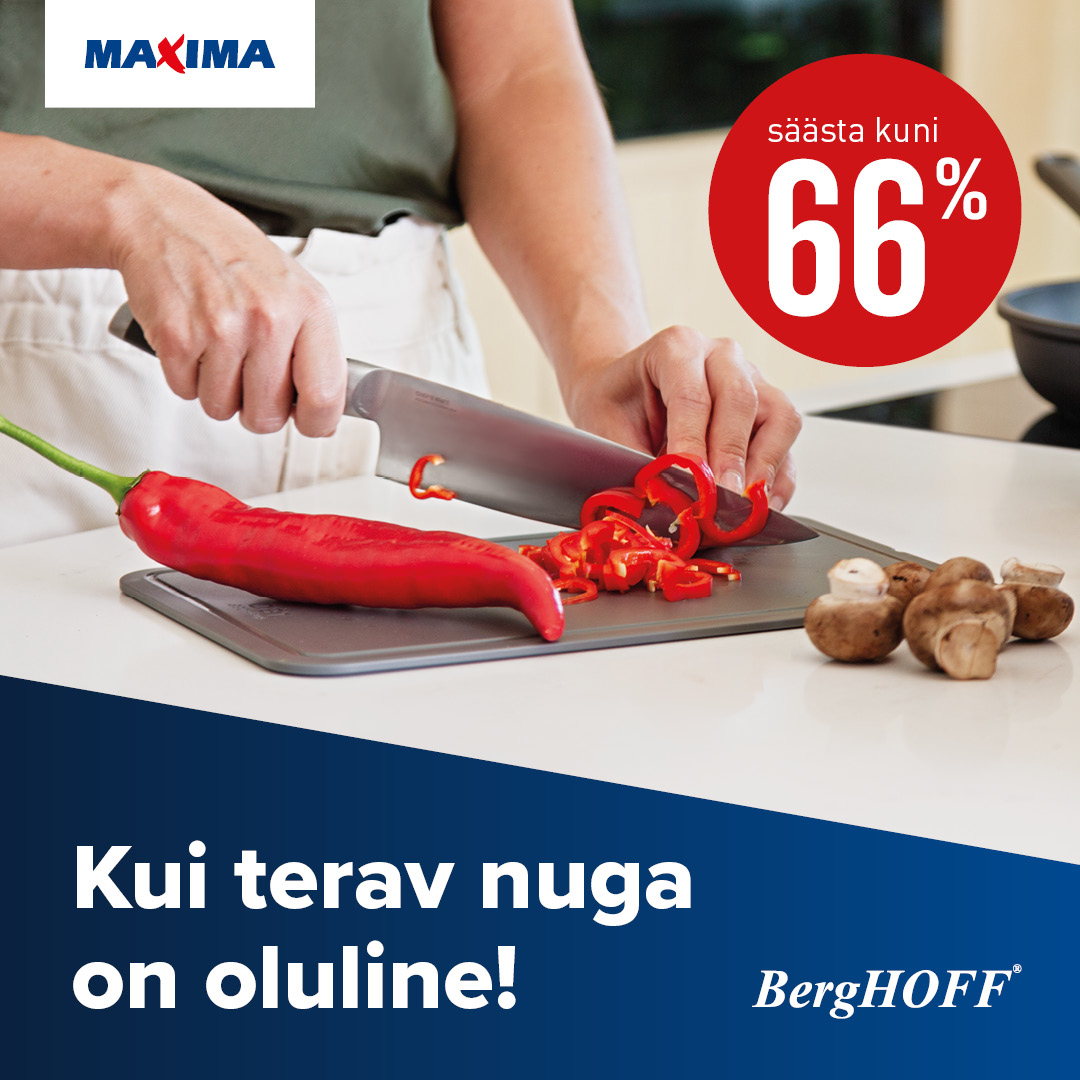 MAXIMA
säästa kuni
66%
Kui terav nuga
on oluline!
BergHOFF®